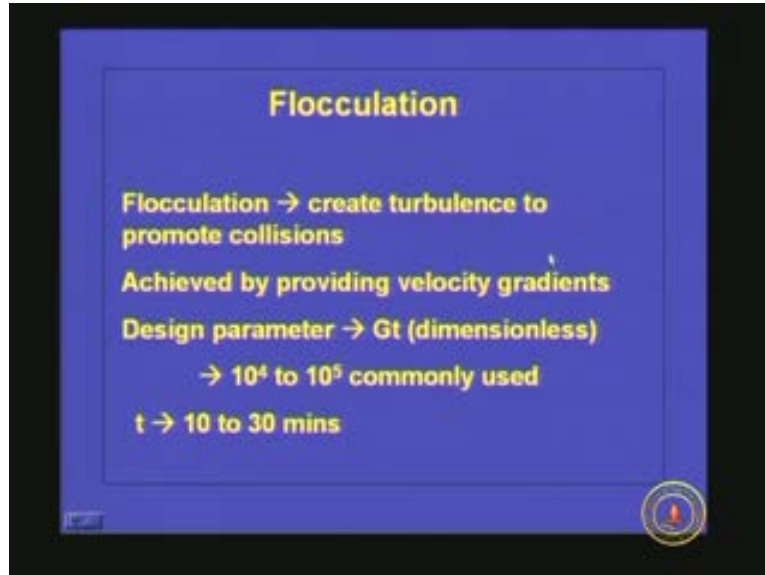 Flocculation
Flocculation → create turbulence to
promote collisions
Achieved by providing velocity gradients
Design parameter → Gt (dimensionless)
→ 10⁴ to 10⁵ commonly used
t → 10 to 30 mins